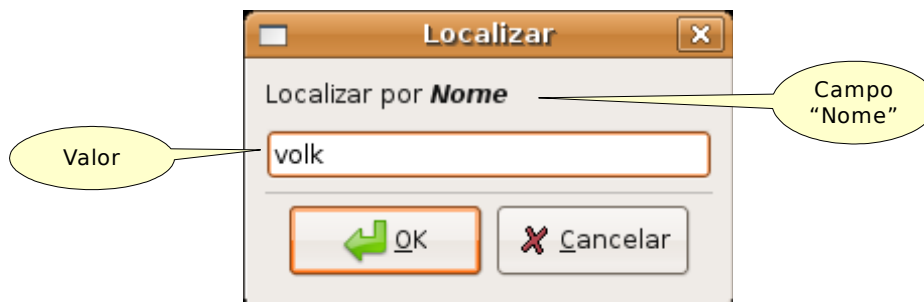 Localizar
Localizar por Nome
Campo
“Nome”
Valor
volk
OK
Cancelar